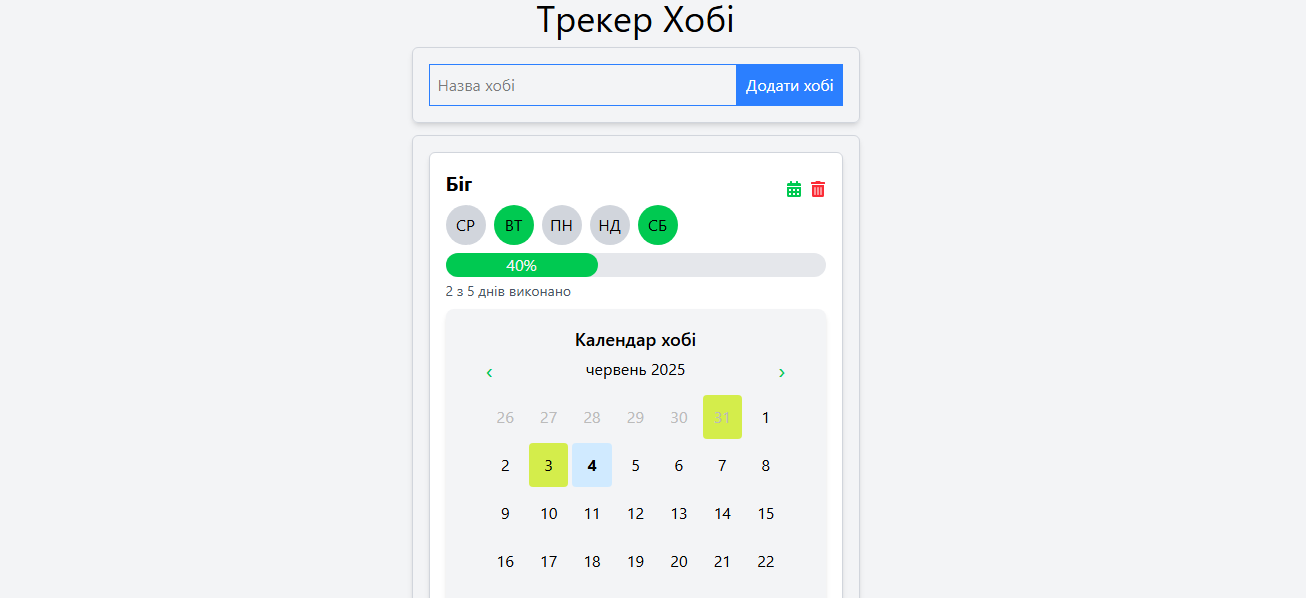 Трекер Хобі
Назва хобі Додати хобі
Біг
СР ВТ ПН НД СБ
40%
2 з 5 днів виконано
Календар хобі
‹ червень 2025 ›
26 27 28 29 30 31 1
2 3 4 5 6 7 8
9 10 11 12 13 14 15
16 17 18 19 20 21 22